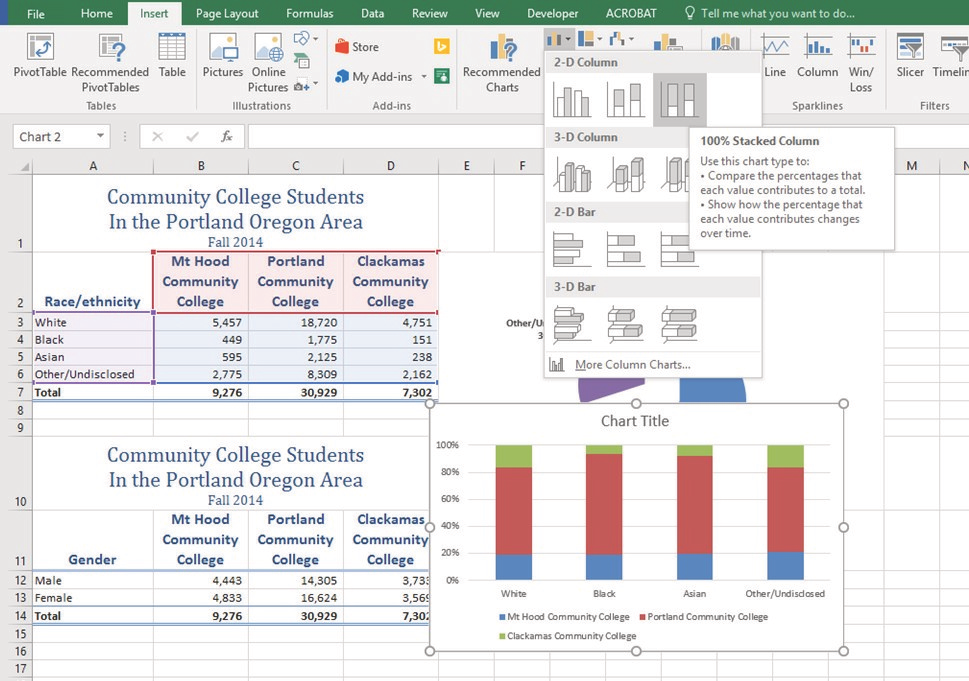 File Home Insert Page Layout Formulas Data Review View Developer ACROBAT Tell me what you want to do...
PivotTable Recommended PivotTables Table
Tables
Pictures Online Pictures
Illustrations
Store
My Add-ins
Add-ins
Recommended Charts
Line Column Win/Loss
Sparklines
Slicer Timelin
Filters
Chart 2
fx
2-D Column
3-D Column
2-D Bar
3-D Bar
More Column Charts...
100% Stacked Column
Use this chart type to:
• Compare the percentages that
each value contributes to a total.
• Show how the percentage that
each value contributes changes
over time.
A B C D E F M N
1
Community College Students
In the Portland Oregon Area
Fall 2014
2 Race/ethnicity Mt Hood Community College Portland Community College Clackamas Community College
3 White 5,457 18,720 4,751
4 Black 449 1,775 151
5 Asian 595 2,125 238
6 Other/Undisclosed 2,775 8,309 2,162
7 Total 9,276 30,929 7,302
8
9
10
Community College Students
In the Portland Oregon Area
Fall 2014
11 Gender Mt Hood Community College Portland Community College Clackamas Community College
12 Male 4,443 14,305 3,733
13 Female 4,833 16,624 3,569
14 Total 9,276 30,929 7,302
15
16
17
Other/U
3
Chart Title
100%
80%
60%
40%
20%
0%
White Black Asian Other/Undisclosed
Mt Hood Community College Portland Community College
Clackamas Community College